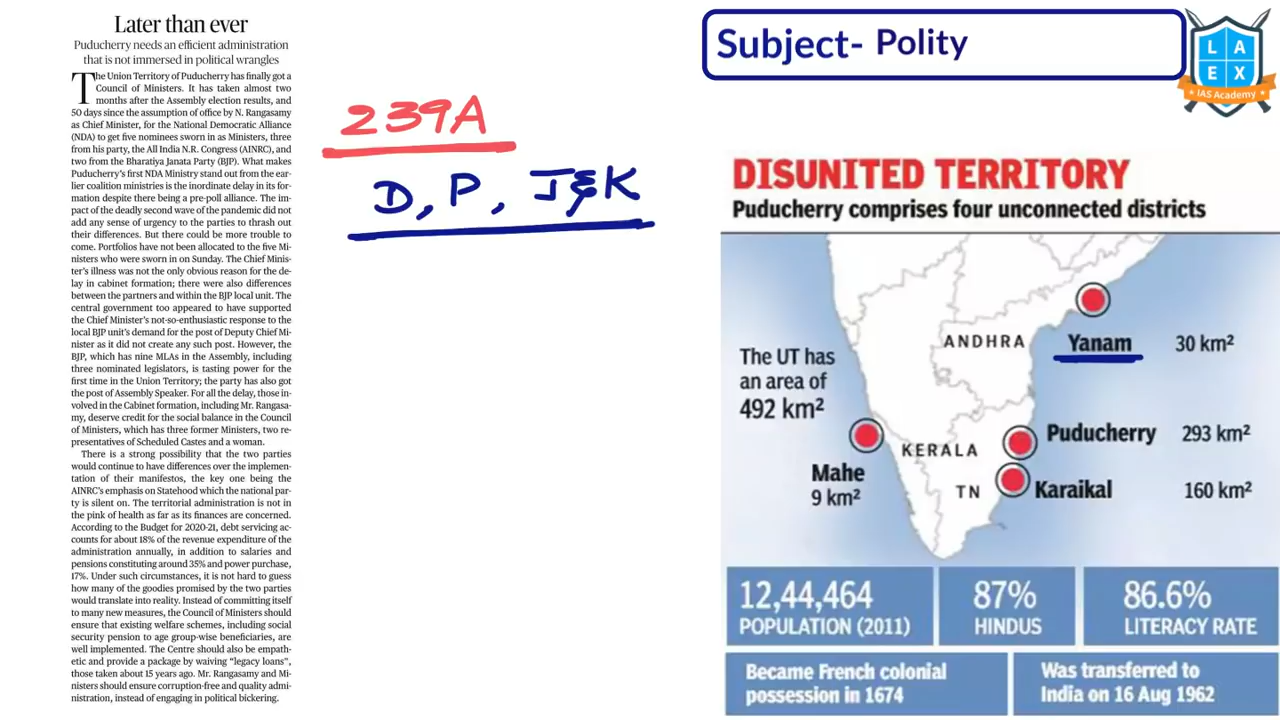 Later than ever
Puducherry needs an efficient administration
that is not immersed in political wrangles
The Union Territory of Puducherry has finally got a
Council of Ministers. It has taken almost two
months after the Assembly election results, and
50 days since the assumption of office by N. Rangasamy
as Chief Minister, for the National Democratic Alliance
(NDA) to get five nominees sworn in as Ministers, three
from his party, the All India N.R. Congress (AINRC), and
two from the Bharatiya Janata Party (BJP). What makes
Puducherry's first NDA Ministry stand out from the ear-
lier coalition ministries is the inordinate delay in its for-
mation despite there being a pre-poll alliance. The im-
pact of the deadly second wave of the pandemic did not
add any sense of urgency to the parties to thrash out
their differences. But there could be more trouble to
come. Portfolios have not been allocated to the five Mi-
nisters who were sworn in on Sunday. The Chief Minis-
ter's illness was not the only obvious reason for the de-
lay in cabinet formation; there were also differences
between the partners and within the BJP local unit. The
central government too appeared to have supported
the Chief Minister's not-so-enthusiastic response to the
local BJP unit's demand for the post of Deputy Chief Mi-
nister as it did not create any such post. However, the
BJP, which has nine MLAs in the Assembly, including
three nominated legislators, is tasting power for the
first time in the Union Territory; the party has also got
the post of Assembly Speaker. For all the delay, those in-
volved in the Cabinet formation, including Mr. Rangasa-
my, deserve credit for the social balance in the Council
of Ministers, which has three former Ministers, two re-
presentatives of Scheduled Castes and a woman.
There is a strong possibility that the two parties
would continue to have differences over the implemen-
tation of their manifestos, the key one being the
AINRC's emphasis on Statehood which the national par-
ty is silent on. The territorial administration is not in
the pink of health as far as its finances are concerned.
According to the Budget for 2020-21, debt servicing ac-
counts for about 18% of the revenue expenditure of the
administration annually, in addition to salaries and
pensions constituting around 35% and power purchase,
17%. Under such circumstances, it is not hard to guess
how many of the goodies promised by the two parties
would translate into reality. Instead of committing itself
to many new measures, the Council of Ministers should
ensure that existing welfare schemes, including social
security pension to age group-wise beneficiaries, are
well implemented. The Centre should also be empath-
etic and provide a package by waiving "legacy loans",
those taken about 15 years ago. Mr. Rangasamy and Mi-
nisters should ensure corruption-free and quality admi-
nistration, instead of engaging in political bickering.
239A
D, P, J&K
Subject- Polity
L A
E X
IAS Academy
DISUNITED TERRITORY
Puducherry comprises four unconnected districts
The UT has
an area of
492 km²
ANDHRA
Yanam 30 km²
KERALA
Puducherry 293 km²
Mahe
9 km²
TN
Karaikal 160 km²
12,44,464
POPULATION (2011)
87%
HINDUS
86.6%
LITERACY RATE
Became French colonial
possession in 1674
Was transferred to
India on 16 Aug 1962